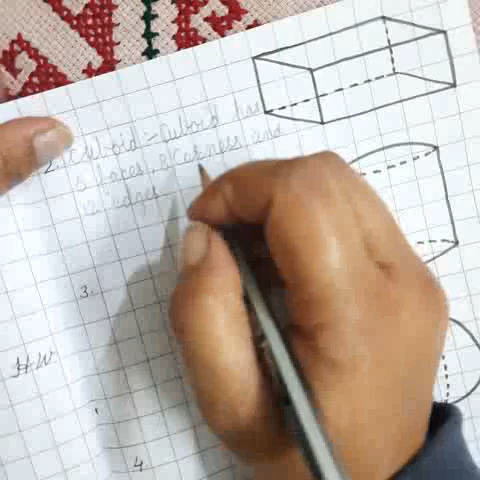 2. Cuboid :- Cuboid has
6 faces, 8 corners and
12 edges
3.
H.W
4.